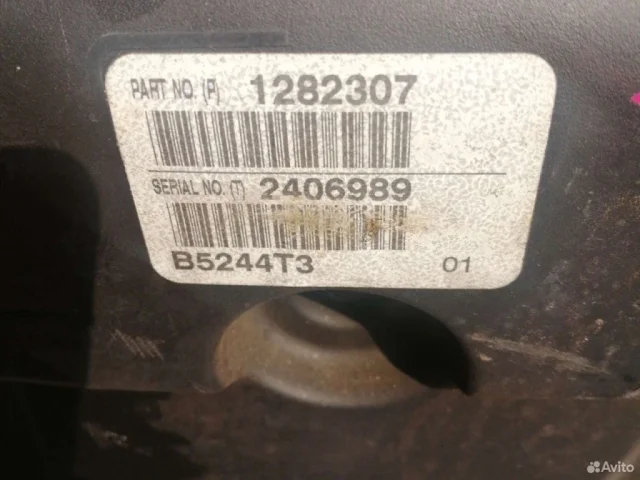 PART NO. (P) 1282307
SERIAL NO. (T) 2406989
B5244T3 01
Avito